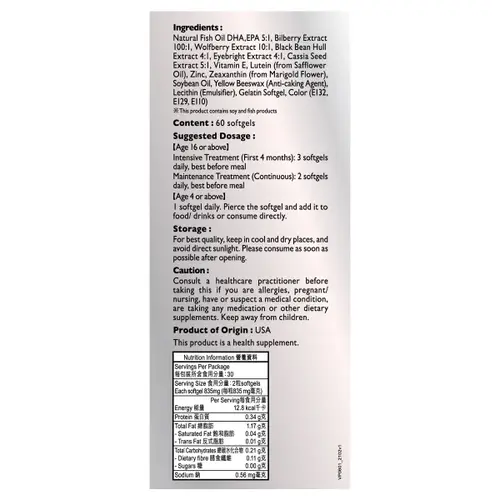 Ingredients :
Natural Fish Oil DHA,EPA 5:1, Bilberry Extract
100:1, Wolfberry Extract 10:1, Black Bean Hull
Extract 4:1, Eyebright Extract 4:1, Cassia Seed
Extract 5:1, Vitamin E, Lutein (from Safflower
Oil), Zinc, Zeaxanthin (from Marigold Flower),
Soybean Oil, Yellow Beeswax (Anti-caking Agent),
Lecithin (Emulsifier), Gelatin Softgel, Color (E132,
E129, E110)
※This product contains soy and fish products
Content : 60 softgels
Suggested Dosage :
【Age 16 or above】
Intensive Treatment (First 4 months): 3 softgels
daily, best before meal
Maintenance Treatment (Continuous): 2 softgels
daily, best before meal
【Age 4 or above】
1 softgel daily. Pierce the softgel and add it to
food/ drinks or consume directly.
Storage :
For best quality, keep in cool and dry places, and
avoid direct sunlight. Please consume as soon as
possible after opening.
Caution :
Consult a healthcare practitioner before
taking this if you are allergies, pregnant/
nursing, have or suspect a medical condition,
are taking any medication or other dietary
supplements. Keep away from children.
Product of Origin : USA
This product is a health supplement.
Nutrition Information 營養資料
Servings Per Package
每包裝所含食用分量 : 30
Serving Size 食用分量 : 2粒softgels
Each softgel 835 mg (每粒835 mg毫克)
Per Serving每食用分量
Energy 能量 12.8 kcal千卡
Protein 蛋白質 0.34 g克
Total Fat 總脂肪 1.17 g克
- Saturated Fat 飽和脂肪 0.04 g克
- Trans Fat 反式脂肪 0.01 g克
Total Carbohydrates 總碳水化合物 0.21 g克
- Dietary fibre 膳食纖維 0.11 g克
- Sugars 糖 0.00 g克
Sodium 鈉 0.56 mg毫克